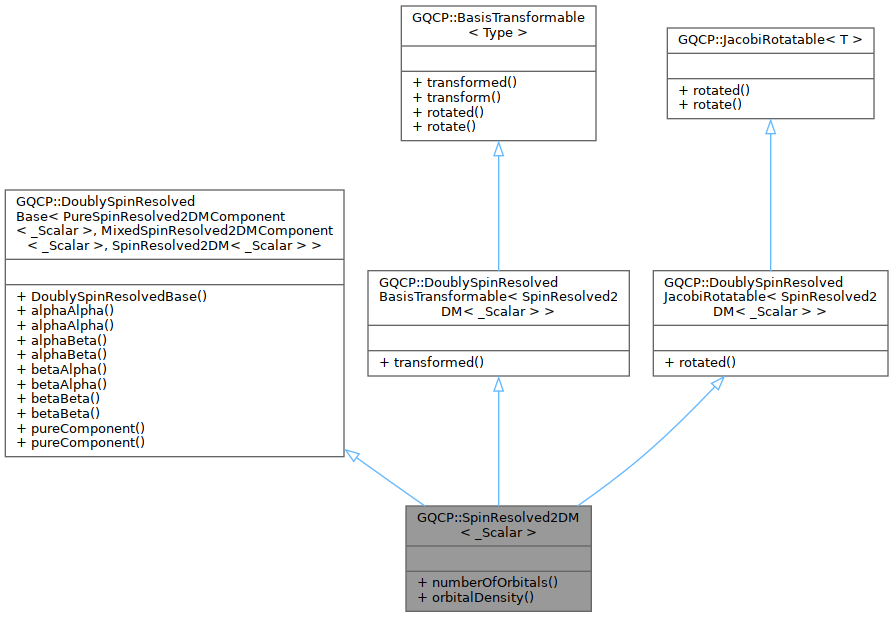 GQCP::BasisTransformable
< Type >
+ transformed()
+ transform()
+ rotated()
+ rotate()
GQCP::JacobiRotatable< T >
+ rotated()
+ rotate()
GQCP::DoublySpinResolved
Base< PureSpinResolved2DMComponent
< _Scalar >, MixedSpinResolved2DMComponent
< _Scalar >, SpinResolved2DM< _Scalar > >
+ DoublySpinResolvedBase()
+ alphaAlpha()
+ alphaAlpha()
+ alphaBeta()
+ alphaBeta()
+ betaAlpha()
+ betaAlpha()
+ betaBeta()
+ betaBeta()
+ pureComponent()
+ pureComponent()
GQCP::DoublySpinResolved
BasisTransformable< SpinResolved2
DM< _Scalar > >
+ transformed()
GQCP::DoublySpinResolved
JacobiRotatable< SpinResolved2
DM< _Scalar > >
+ rotated()
GQCP::SpinResolved2DM
< _Scalar >
+ numberOfOrbitals()
+ orbitalDensity()